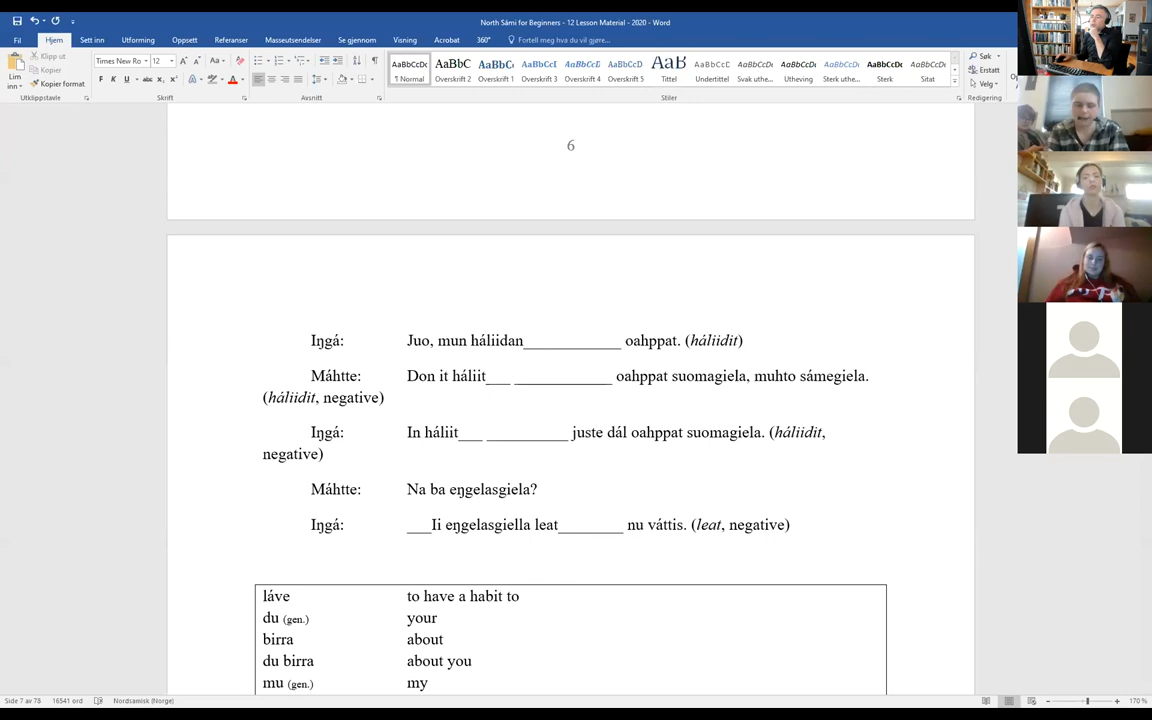 North Sámi for Beginners - 12 Lesson Material - 2020 - Word
Fil Hjem Sett inn Utforming Oppsett Referanser Masseutsendelser Se gjennom Visning Acrobat 360° Fortell meg hva du vil gjøre...
Lim inn
Klipp ut
Kopier
Kopier format
Utklippstavle
Times New Ro 12
Skrift
Avsnitt
AaBbCcDc AaBbC AaBbC AaBbCcI AaBbCcI AaBbCcD AaB AaBbCcD AaBbCcDc AaBbCcDc AaBbCcDc AaBbCcDc AaBbCcDc
¶ Normal Overskrift 2 Overskrift 1 Overskrift 3 Overskrift 4 Overskrift 5 Tittel Undertittel Svak uthe... Utheving Sterk uthe... Sterk Sitat
Stiler
Søk
Erstatt
Velg
Redigering
6
Iŋgá: Juo, mun háliidan____________ oahppat. (háliidit)
Máhtte: Don it háliit___ ____________ oahppat suomagiela, muhto sámegiela.
(háliidit, negative)
Iŋgá: In háliit___ __________ juste dál oahppat suomagiela. (háliidit,
negative)
Máhtte: Na ba eŋgelasgiela?
Iŋgá: ___Ii eŋgelasgiella leat________ nu váttis. (leat, negative)
láve to have a habit to
du (gen.) your
birra about
du birra about you
mu (gen.) my
Side 7 av 78 16541 ord Nordsamisk (Norge) 170 %